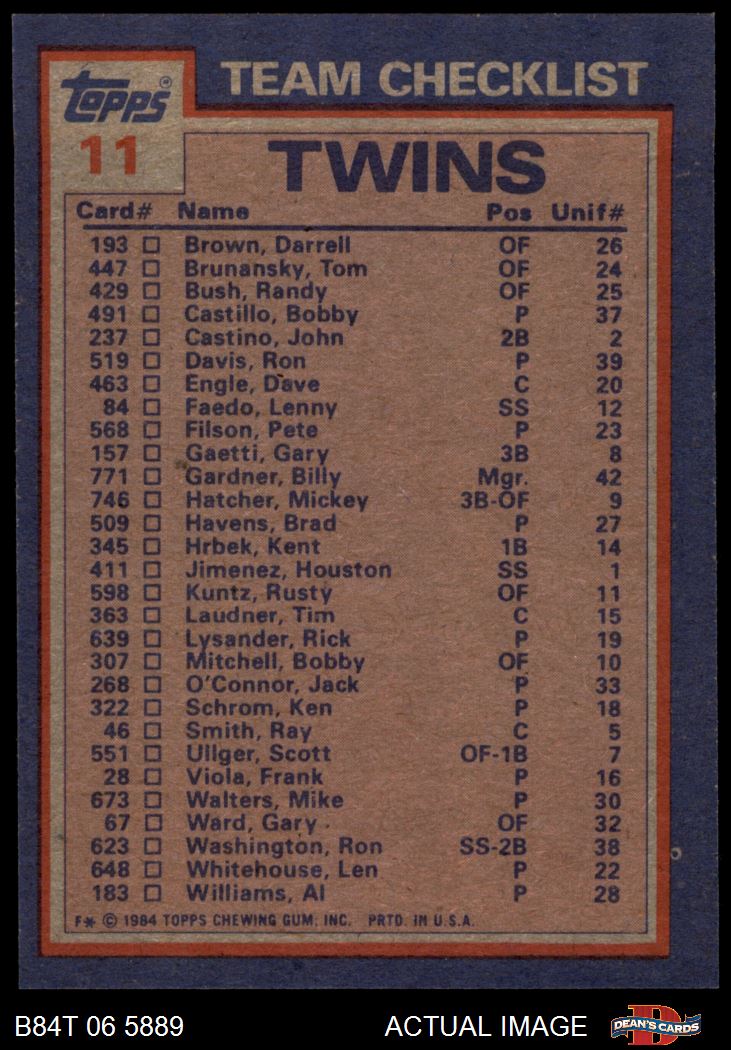 TEAM CHECKLIST
Topps®
11
TWINS
Card# Name Pos Unif#
193 Brown, Darrell OF 26
447 Brunansky, Tom OF 24
429 Bush, Randy OF 25
491 Castillo, Bobby P 37
237 Castino, John 2B 2
519 Davis, Ron P 39
463 Engle, Dave C 20
84 Faedo, Lenny SS 12
568 Filson, Pete P 23
157 Gaetti, Gary 3B 8
771 Gardner, Billy Mgr. 42
746 Hatcher, Mickey 3B-OF 9
509 Havens, Brad P 27
345 Hrbek, Kent 1B 14
411 Jimenez, Houston SS 1
598 Kuntz, Rusty OF 11
363 Laudner, Tim C 15
639 Lysander, Rick P 19
307 Mitchell, Bobby OF 10
268 O'Connor, Jack P 33
322 Schrom, Ken P 18
46 Smith, Ray C 5
551 Ullger, Scott OF-1B 7
28 Viola, Frank P 16
673 Walters, Mike P 30
67 Ward, Gary OF 32
623 Washington, Ron SS-2B 38
648 Whitehouse, Len P 22
183 Williams, Al P 28
F* © 1984 TOPPS CHEWING GUM, INC. PRTD. IN U.S.A.
B84T 06 5889 ACTUAL IMAGE DEAN'S CARDS